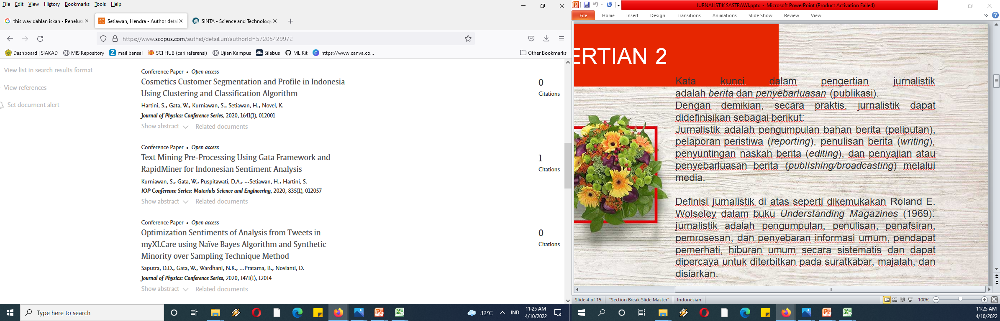 File Edit View History Bookmarks Tools Help
this way dahlan iskan - Penelus
Setiawan, Hendra - Author deta
SINTA - Science and Technology
https://www.scopus.com/authid/detail.uri?authorId=57205429972
Dashboard | SIAKAD MIS Repository mail bansal SCI HUB (cari referensi) Ujian Kampus Silabus ML Kit https://www.canva.co... Other Bookmarks
View list in search results format
View references
Set document alert
Conference Paper • Open access
Cosmetics Customer Segmentation and Profile in Indonesia
Using Clustering and Classification Algorithm
Hartini, S., Gata, W., Kurniawan, S., Setiawan, H., Novel, K.
Journal of Physics: Conference Series, 2020, 1641(1), 012001
Show abstract Related documents
0
Citations
Conference Paper • Open access
Text Mining Pre-Processing Using Gata Framework and
RapidMiner for Indonesian Sentiment Analysis
Kurniawan, S., Gata, W., Puspitawati, D.A., ...Setiawan, H., Hartini, S.
IOP Conference Series: Materials Science and Engineering, 2020, 835(1), 012057
Show abstract Related documents
1
Citations
Conference Paper • Open access
Optimization Sentiments of Analysis from Tweets in
myXLCare using Naïve Bayes Algorithm and Synthetic
Minority over Sampling Technique Method
Saputra, D.D., Gata, W., Wardhani, N.K., ...Pratama, B., Novianti, D.
Journal of Physics: Conference Series, 2020, 1471(1), 12014
Show abstract Related documents
0
Citations
Type here to search
32°C
IND
11:25 AM
4/10/2022
JURNALISTIK SASTRAWI.pptx - Microsoft PowerPoint (Product Activation Failed)
File Home Insert Design Transitions Animations Slide Show Review View
ERTIAN 2
Kata kunci dalam pengertian jurnalistik
adalah berita dan penyebarluasan (publikasi).
Dengan demikian, secara praktis, jurnalistik dapat
didefinisikan sebagai berikut:
Jurnalistik adalah pengumpulan bahan berita (peliputan),
pelaporan peristiwa (reporting), penulisan berita (writing),
penyuntingan naskah berita (editing), dan penyajian atau
penyebarluasan berita (publishing/broadcasting) melalui
media.
Definisi jurnalistik di atas seperti dikemukakan Roland E.
Wolseley dalam buku Understanding Magazines (1969):
jurnalistik adalah pengumpulan, penulisan, penafsiran,
pemrosesan, dan penyebaran informasi umum, pendapat
pemerhati, hiburan umum secara sistematis dan dapat
dipercaya untuk diterbitkan pada suratkabar, majalah, dan
disiarkan.
Slide 4 of 15 "Section Break Slide Master" Indonesian 100%
11:25 AM
4/10/2022